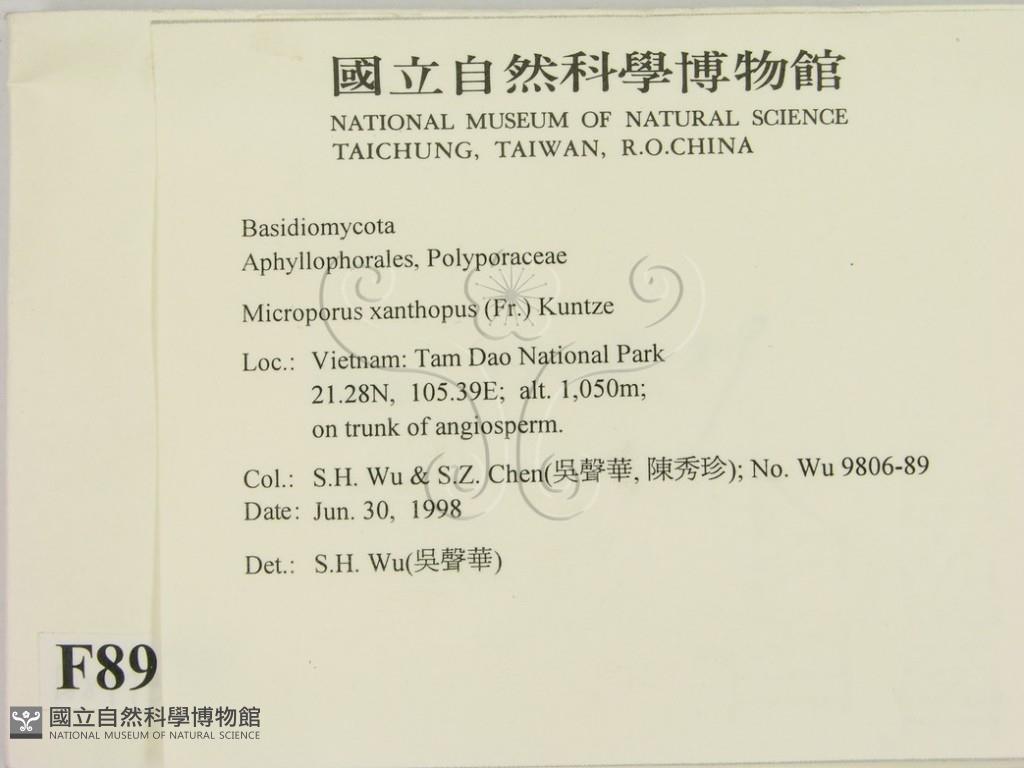 國立自然科學博物館
NATIONAL MUSEUM OF NATURAL SCIENCE
TAICHUNG, TAIWAN, R.O.CHINA
Basidiomycota
Aphyllophorales, Polyporaceae
Microporus xanthopus (Fr.) Kuntze
Loc.: Vietnam: Tam Dao National Park
21.28N, 105.39E; alt. 1,050m;
on trunk of angiosperm.
Col.: S.H. Wu & S.Z. Chen(吳聲華, 陳秀珍); No. Wu 9806-89
Date: Jun. 30, 1998
Det.: S.H. Wu(吳聲華)
F89
國立自然科學博物館
NATIONAL MUSEUM OF NATURAL SCIENCE